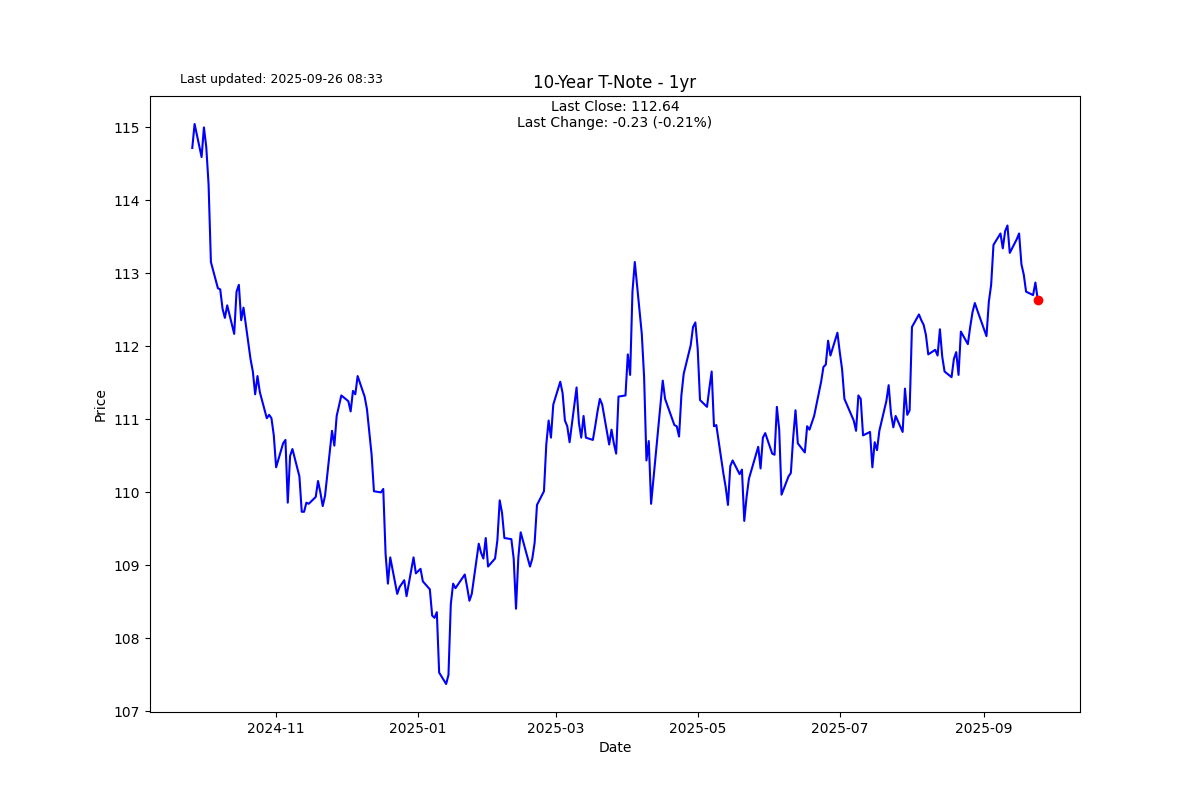 Last updated: 2025-09-26 08:33
10-Year T-Note - 1yr
Last Close: 112.64
Last Change: -0.23 (-0.21%)
115
114
113
112
111
110
109
108
107
Price
2024-11
2025-01
2025-03
2025-05
2025-07
2025-09
Date